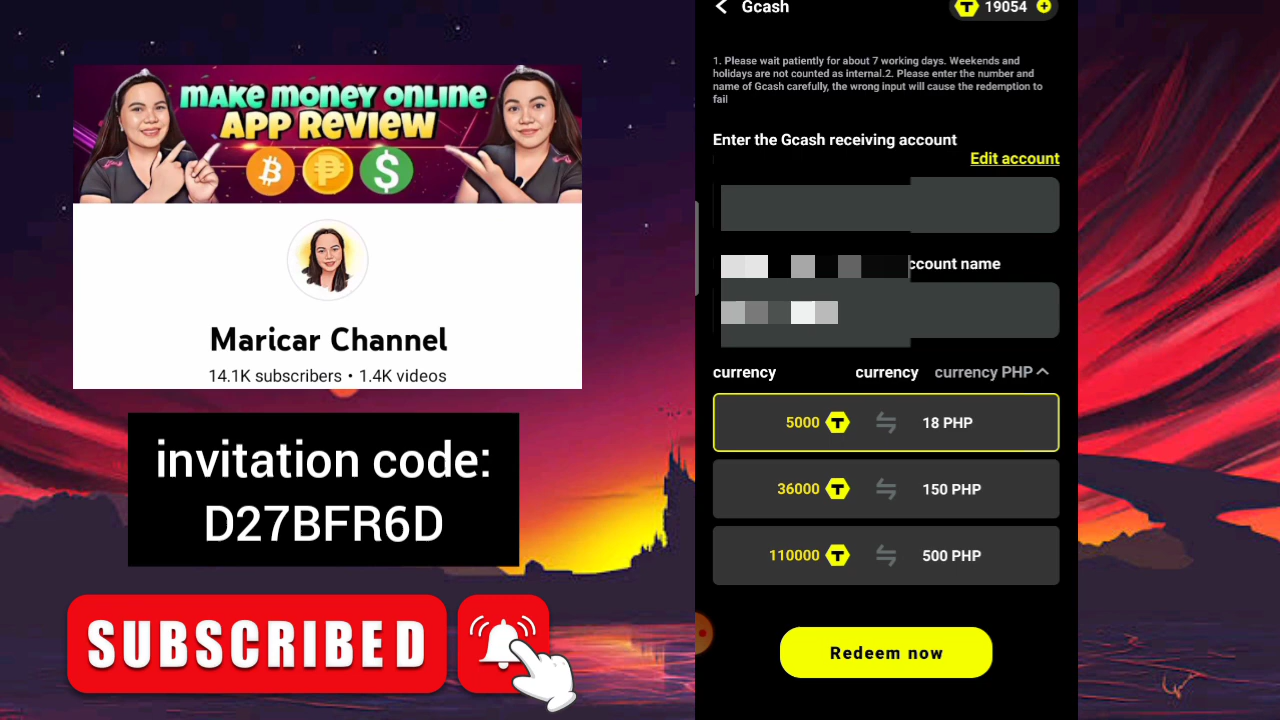 MAKE MONEY ONLINE
APP REVIEW
Maricar Channel
14.1K subscribers • 1.4K videos
invitation code:
D27BFR6D
SUBSCRIBED
Gcash
T 19054 +
1. Please wait patiently for about 7 working days. Weekends and
holidays are not counted as internal.2. Please enter the number and
name of Gcash carefully, the wrong input will cause the redemption to
fail
Enter the Gcash receiving account
Edit account
ccount name
currency currency currency PHP
5000 T 18 PHP
36000 T 150 PHP
110000 T 500 PHP
Redeem now